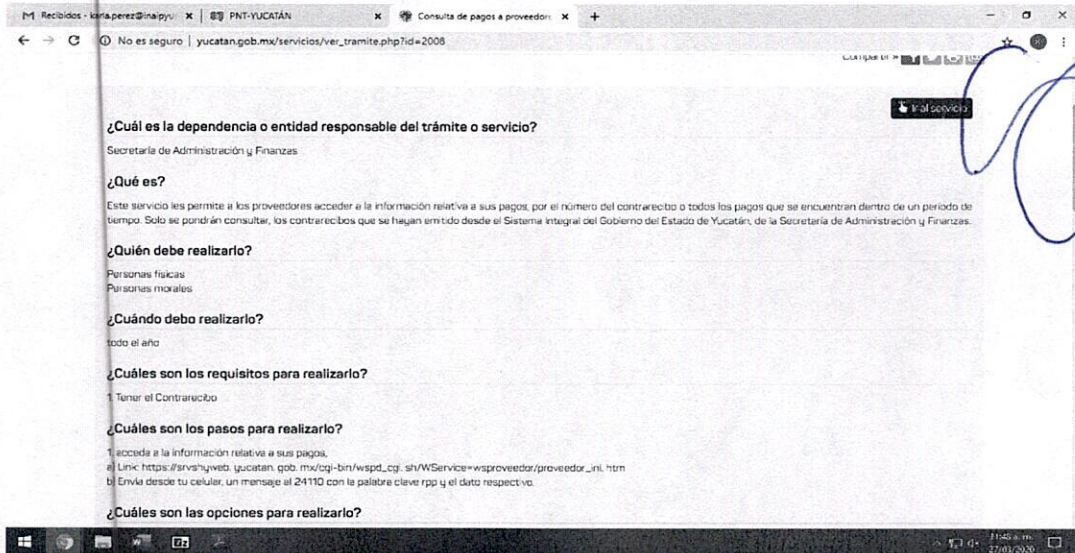 Recibidos - karla.perez@inaipyu
PNT-YUCATÁN
Consulta de pagos a proveedor
No es seguro | yucatan.gob.mx/servicios/ver_tramite.php?id=2008
Compartir »
Ir al servicio
¿Cuál es la dependencia o entidad responsable del trámite o servicio?
Secretaría de Administración y Finanzas
¿Qué es?
Este servicio les permite a los proveedores acceder a la información relativa a sus pagos, por el número del contrarecibo o todos los pagos que se encuentran dentro de un periodo de
tiempo. Solo se pondrán consultar, los contrarecibos que se hayan emitido desde el Sistema Integral del Gobierno del Estado de Yucatán, de la Secretaría de Administración y Finanzas.
¿Quién debe realizarlo?
Personas físicas
Personas morales
¿Cuándo debo realizarlo?
todo el año
¿Cuáles son los requisitos para realizarlo?
1. Tener el Contrarecibo
¿Cuáles son los pasos para realizarlo?
1. acceda a la información relativa a sus pagos,
a) Link: https://srvshyweb. yucatan. gob. mx/cgi-bin/wspd_cgi. sh/WService=wsproveedor/proveedor_ini. htm
b) Envía desde tu celular, un mensaje al 24110 con la palabra clave rpp y el dato respectivo.
¿Cuáles son las opciones para realizarlo?
11:45 a.m.
27/03/2020